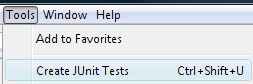 Tools Window Help
Add to Favorites
Create JUnit Tests Ctrl+Shift+U